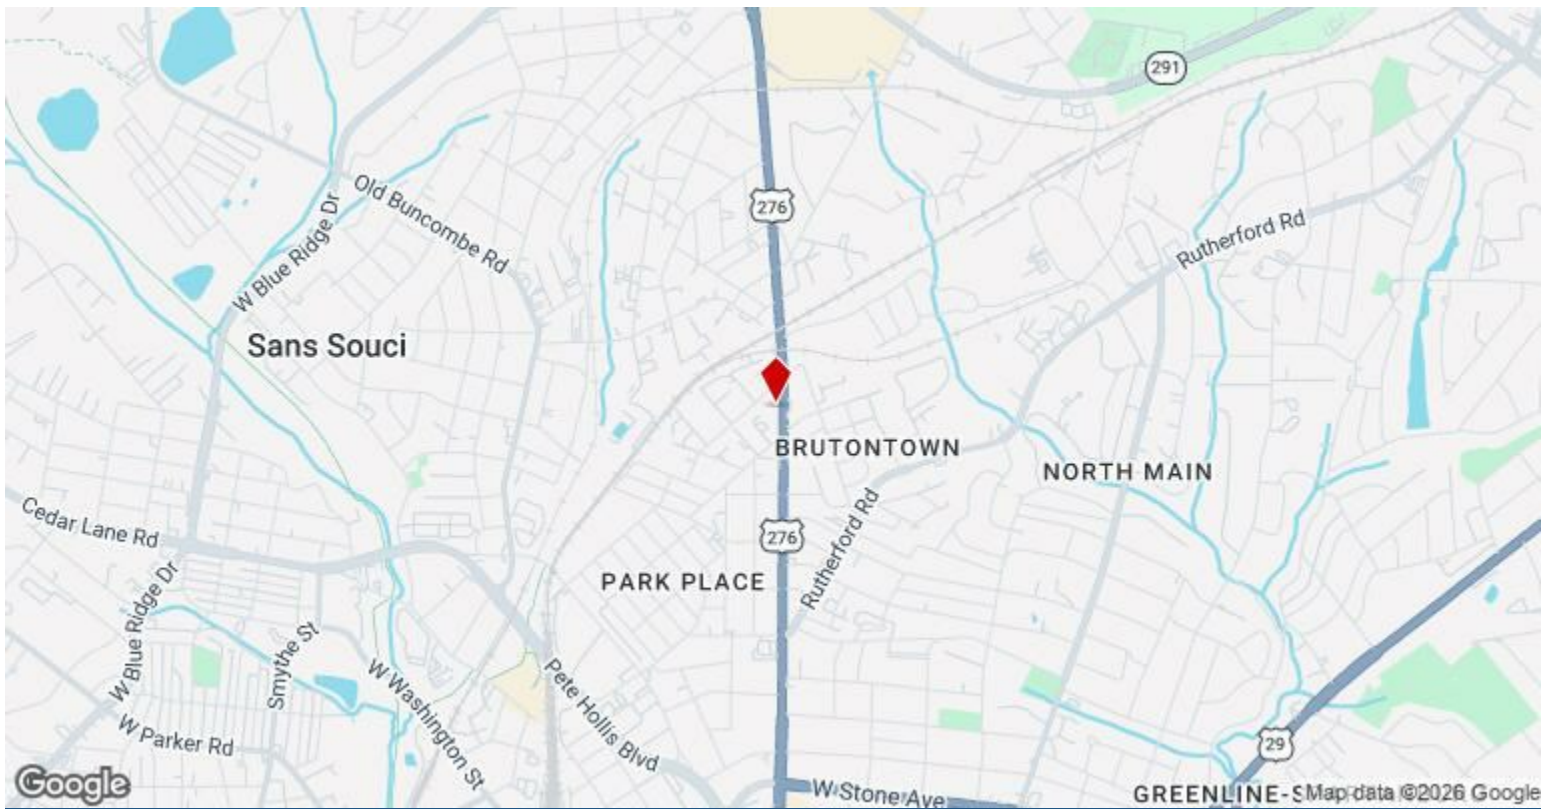 291
276
Old Buncombe Rd
Rutherford Rd
W Blue Ridge Dr
Sans Souci
BRUTONTOWN
NORTH MAIN
Cedar Lane Rd
276
Rutherford Rd
PARK PLACE
W Blue Ridge Dr
Smythe St
W Washington St
Pete Hollis Blvd
W Parker Rd
29
Google
W Stone Ave
GREENLINE-S
Map data ©2026 Google